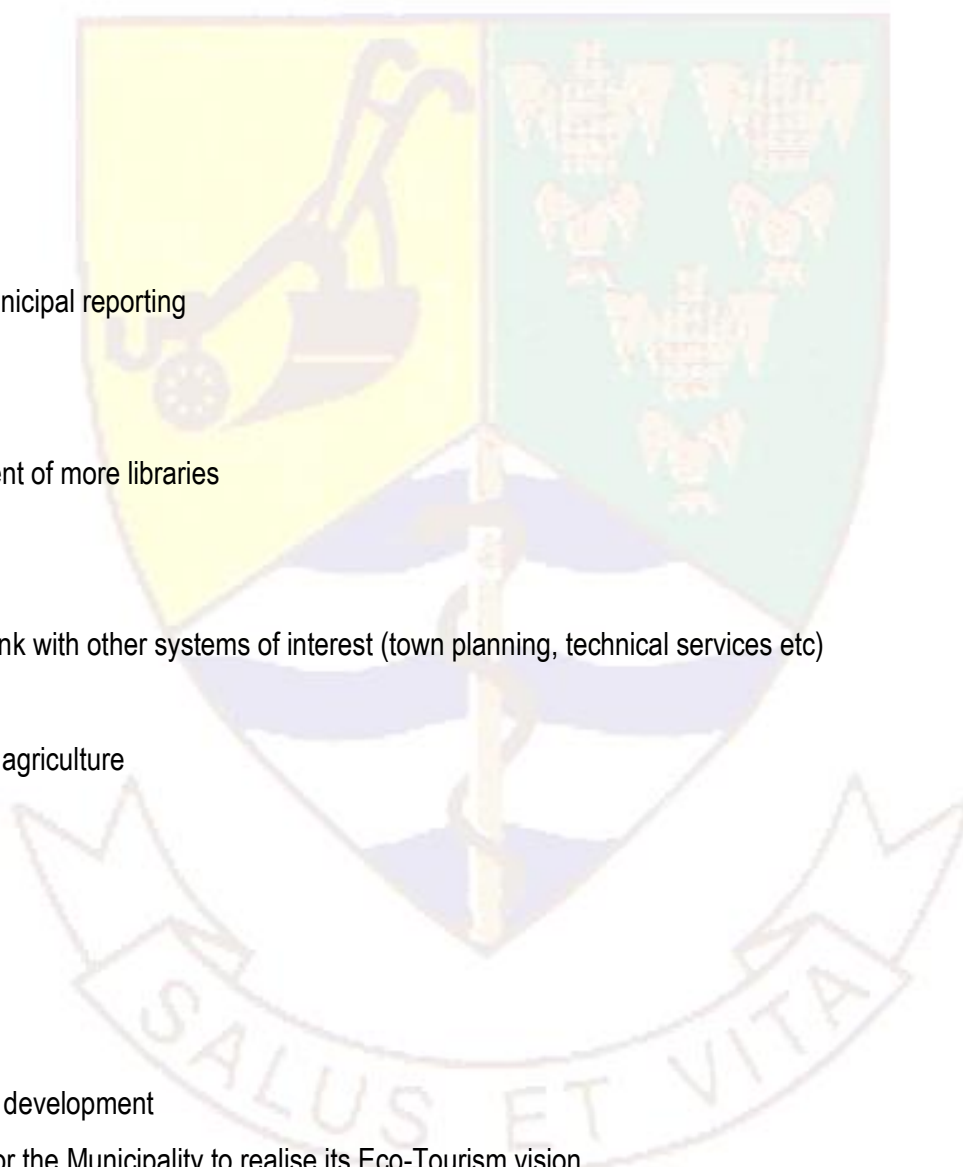 nicipal reporting
ent of more libraries
nk with other systems of interest (town planning, technical services etc)
agriculture
SALUS ET VITA
development
or the Municipality to realise its Eco-Tourism vision